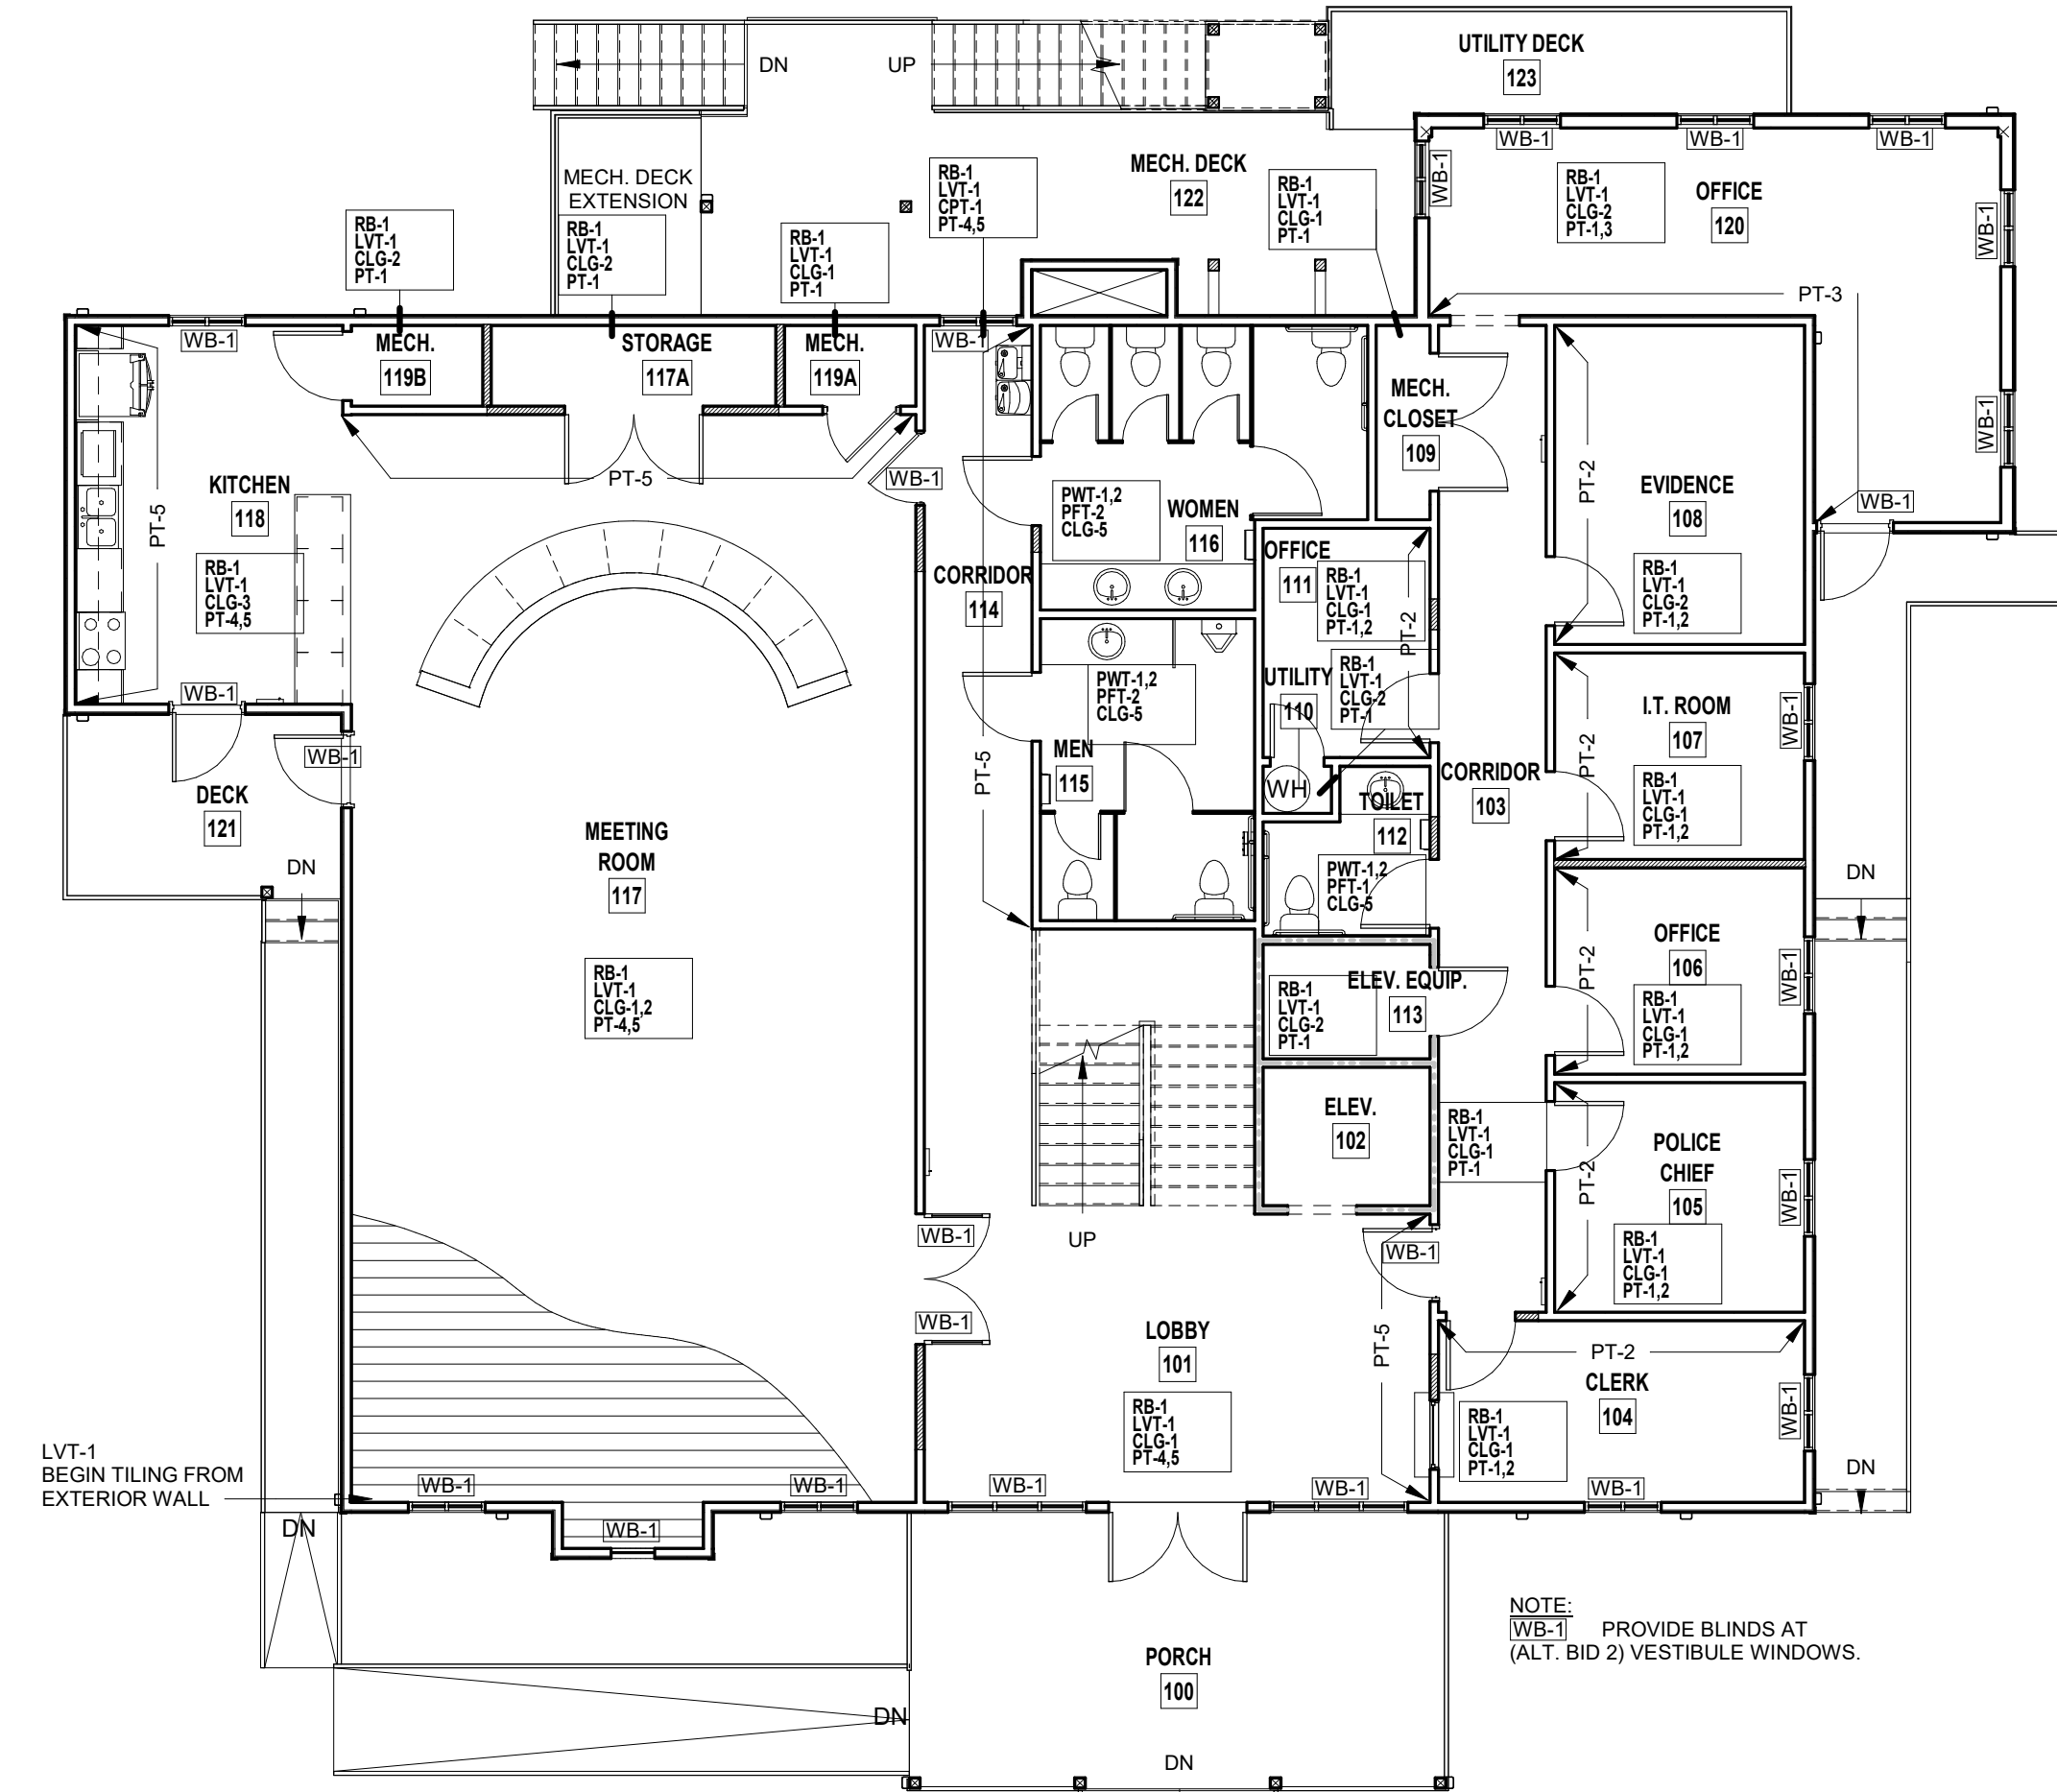 UTILITY DECK
123
DN
UP
MECH. DECK
122
MECH. DECK
EXTENSION
RB-1
LVT-1
CLG-2
PT-1
RB-1
LVT-1
CLG-2
PT-1
RB-1
LVT-1
CLG-1
PT-1
RB-1
LVT-1
CPT-1
PT-4,5
RB-1
LVT-1
CLG-1
PT-1
WB-1
WB-1
WB-1
WB-1
RB-1
LVT-1
CLG-2
PT-1,3
OFFICE
120
WB-1
PT-3
WB-1
WB-1
WB-1
MECH.
119B
STORAGE
117A
MECH.
119A
WB-1
MECH.
CLOSET
109
PT-5
PT-5
WB-1
KITCHEN
118
RB-1
LVT-1
CLG-3
PT-4,5
WB-1
WB-1
PWT-1,2
PFT-2
CLG-5
WOMEN
116
CORRIDOR
114
OFFICE
111
RB-1
LVT-1
CLG-1
PT-1,2
PT-2
PT-2
EVIDENCE
108
RB-1
LVT-1
CLG-2
PT-1,2
UTILITY
110
RB-1
LVT-1
CLG-2
PT-1
PWT-1,2
PFT-2
CLG-5
MEN
115
PT-5
WH
TOILET
112
PWT-1,2
PFT-1
CLG-5
CORRIDOR
103
I.T. ROOM
107
RB-1
LVT-1
CLG-1
PT-1,2
PT-2
WB-1
DECK
121
DN
MEETING
ROOM
117
RB-1
LVT-1
CLG-1,2
PT-4,5
DN
OFFICE
106
RB-1
LVT-1
CLG-1
PT-1,2
PT-2
WB-1
ELEV. EQUIP.
113
RB-1
LVT-1
CLG-2
PT-1
ELEV.
102
RB-1
LVT-1
CLG-1
PT-1
POLICE
CHIEF
105
RB-1
LVT-1
CLG-1
PT-1,2
PT-2
WB-1
UP
WB-1
WB-1
WB-1
PT-5
LOBBY
101
RB-1
LVT-1
CLG-1
PT-4,5
PT-2
CLERK
104
RB-1
LVT-1
CLG-1
PT-1,2
WB-1
DN
LVT-1
BEGIN TILING FROM
EXTERIOR WALL
WB-1
WB-1
WB-1
WB-1
WB-1
WB-1
DN
PORCH
100
DN
DN
NOTE:
WB-1 PROVIDE BLINDS AT
(ALT. BID 2) VESTIBULE WINDOWS.